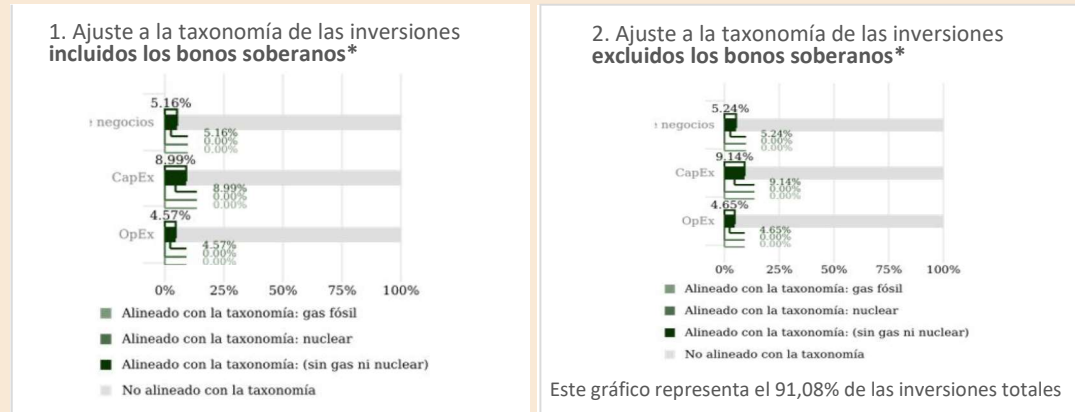 1. Ajuste a la taxonomía de las inversiones
incluidos los bonos soberanos*
5.16%
negocios
5.16%
0.00%
0.00%
8.99%
CapEx
8.99%
0.00%
0.00%
4.57%
OpEx
4.57%
0.00%
0.00%
0% 25% 50% 75% 100%
Alineado con la taxonomía: gas fósil
Alineado con la taxonomía: nuclear
Alineado con la taxonomía: (sin gas ni nuclear)
No alineado con la taxonomía
2. Ajuste a la taxonomía de las inversiones
excluidos los bonos soberanos*
5.24%
negocios
5.24%
0.00%
0.00%
9.14%
CapEx
9.14%
0.00%
0.00%
4.65%
OpEx
4.65%
0.00%
0.00%
0% 25% 50% 75% 100%
Alineado con la taxonomía: gas fósil
Alineado con la taxonomía: nuclear
Alineado con la taxonomía: (sin gas ni nuclear)
No alineado con la taxonomía
Este gráfico representa el 91,08% de las inversiones totales